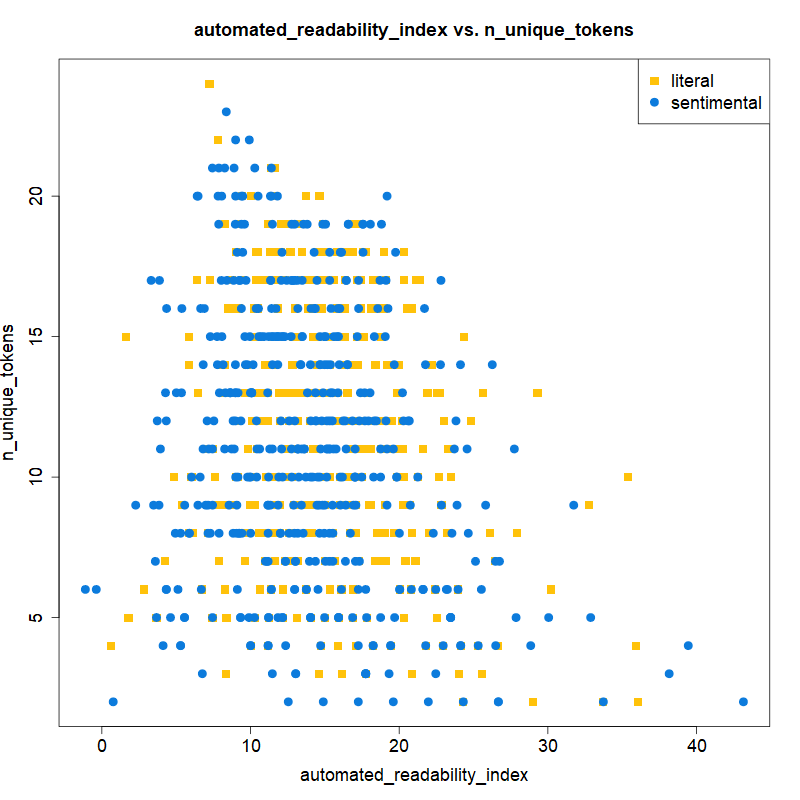 automated_readability_index vs. n_unique_tokens
literal
sentimental
n_unique_tokens
20
15
10
5
0 10 20 30 40
automated_readability_index